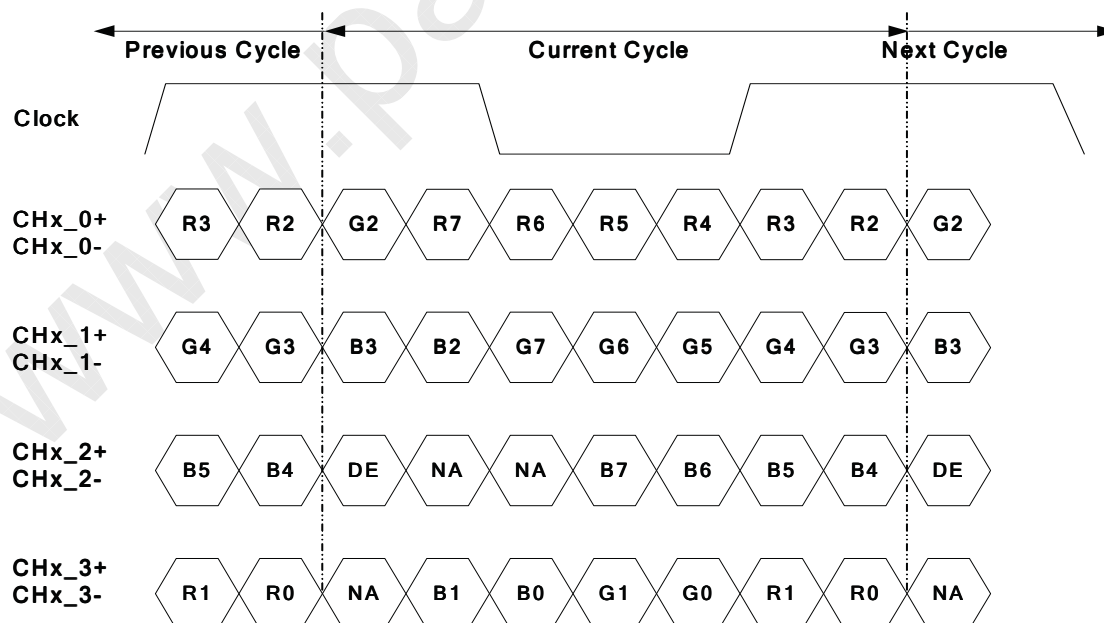 Previous Cycle Current Cycle Next Cycle
Clock
CHx_0+ R3 R2 G2 R7 R6 R5 R4 R3 R2 G2
CHx_0-
CHx_1+ G4 G3 B3 B2 G7 G6 G5 G4 G3 B3
CHx_1-
CHx_2+ B5 B4 DE NA NA B7 B6 B5 B4 DE
CHx_2-
CHx_3+ R1 R0 NA B1 B0 G1 G0 R1 R0 NA
CHx_3-
www.pa